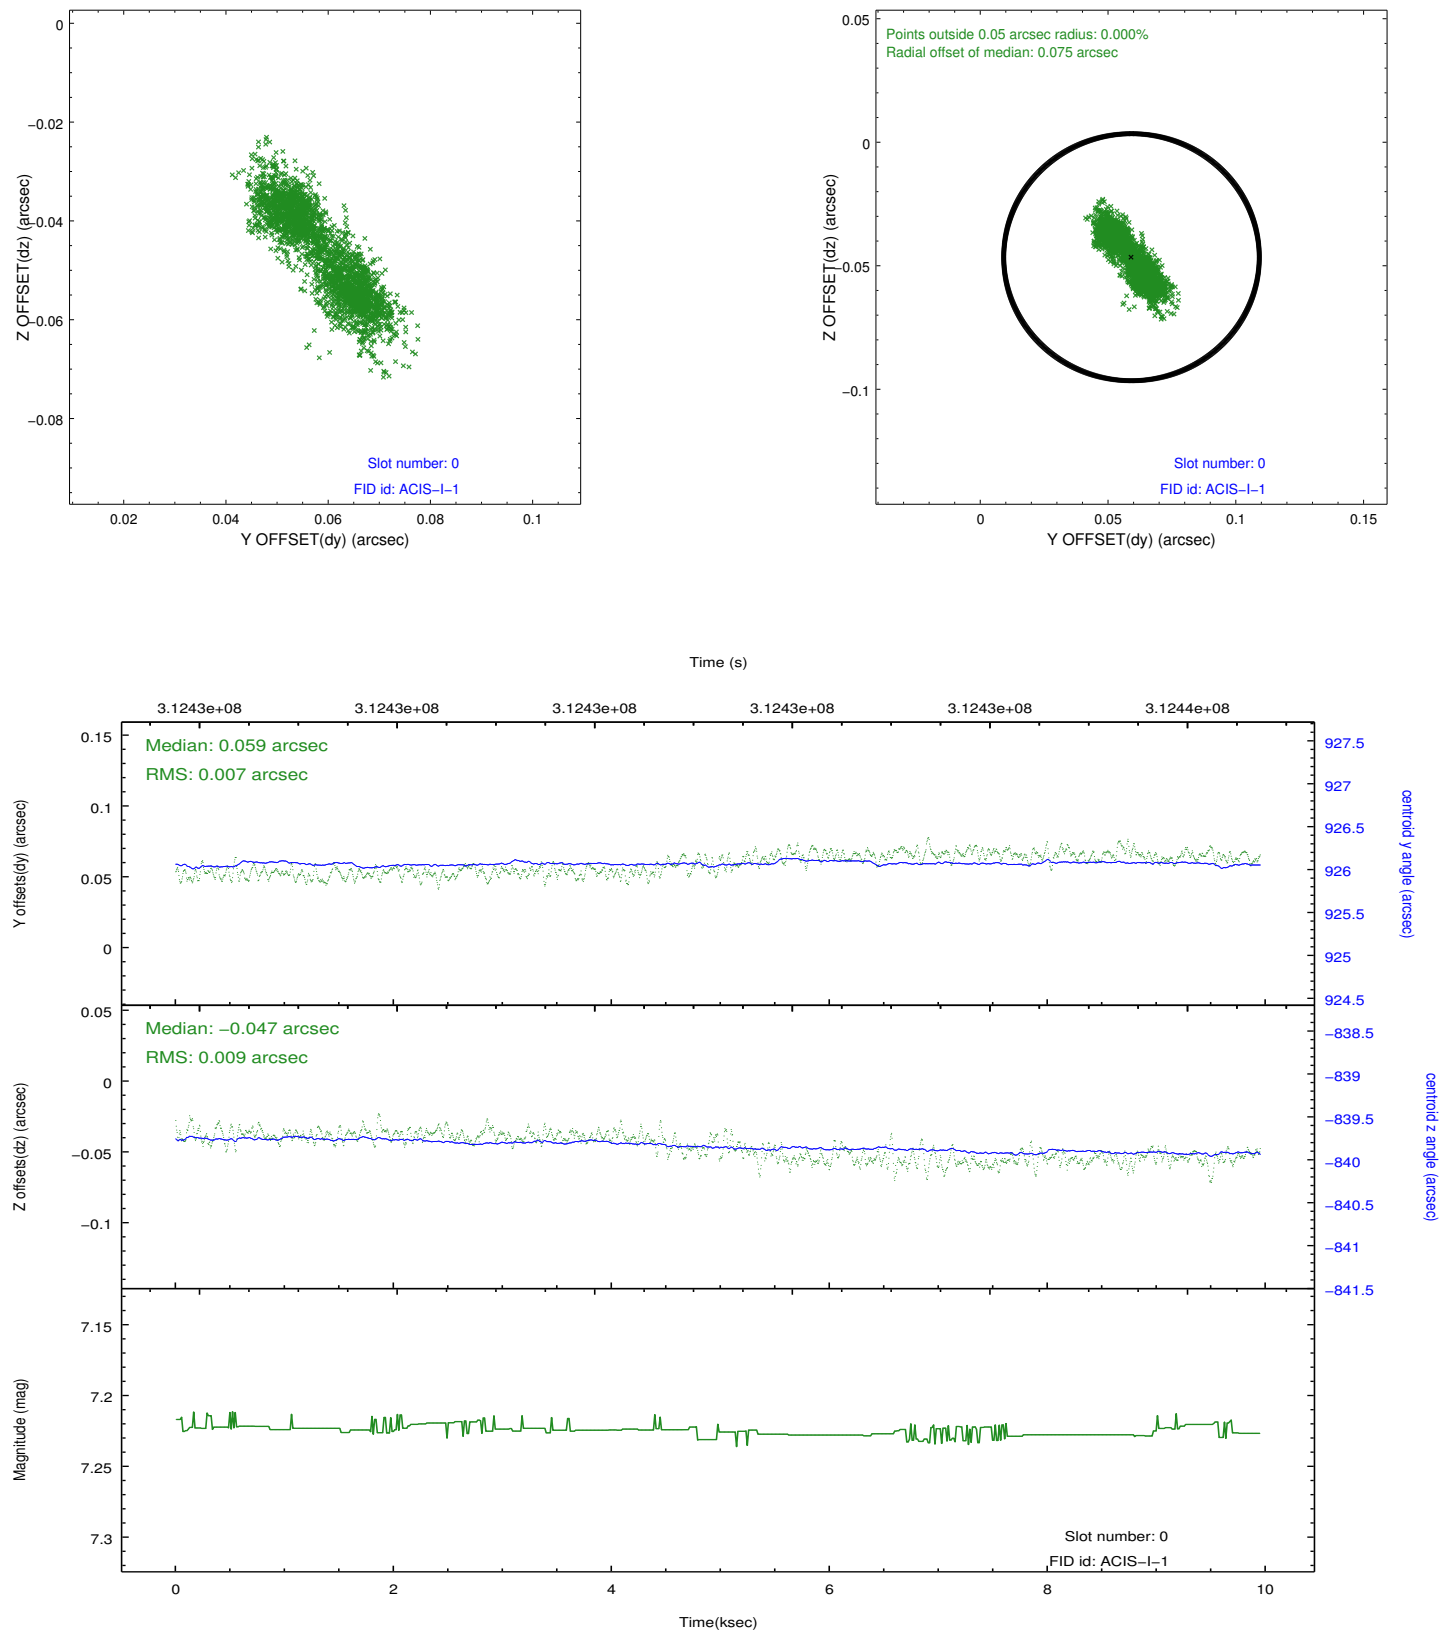 0
−0.02
−0.04
−0.06
−0.08
Z OFFSET(dz) (arcsec)
Slot number: 0
FID id: ACIS−I−1
0.02 0.04 0.06 0.08 0.1
Y OFFSET(dy) (arcsec)
0.05
0
−0.05
−0.1
Z OFFSET(dz) (arcsec)
Points outside 0.05 arcsec radius: 0.000%
Radial offset of median: 0.075 arcsec
Slot number: 0
FID id: ACIS−I−1
0 0.05 0.1 0.15
Y OFFSET(dy) (arcsec)
Time (s)
3.1243e+08 3.1243e+08 3.1243e+08 3.1243e+08 3.1243e+08 3.1244e+08
0.15
0.1
0.05
0
Y offsets(dy) (arcsec)
Median: 0.059 arcsec
RMS: 0.007 arcsec
927.5
927
926.5
926
925.5
925
924.5
centroid y angle (arcsec)
0.05
0
−0.05
−0.1
Z offsets(dz) (arcsec)
Median: −0.047 arcsec
RMS: 0.009 arcsec
−838.5
−839
−839.5
−840
−840.5
−841
−841.5
centroid z angle (arcsec)
7.15
7.2
7.25
7.3
Magnitude (mag)
Slot number: 0
FID id: ACIS−I−1
0 2 4 6 8 10
Time(ksec)